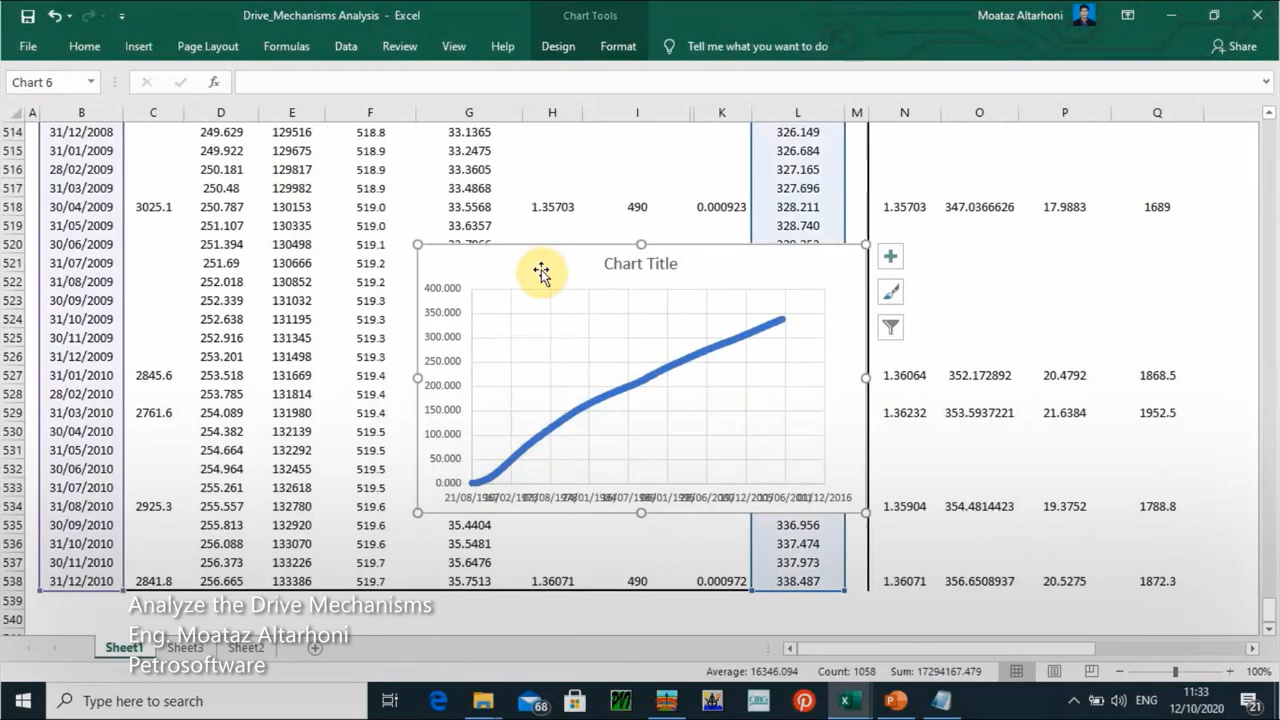 Drive_Mechanisms Analysis - Excel
Chart Tools
Moataz Altarhoni
File Home Insert Page Layout Formulas Data Review View Help Design Format Tell me what you want to do Share
Chart 6
fx
A B C D E F G H I K L M N O P Q
514 31/12/2008 249.629 129516 518.8 33.1365 326.149
515 31/01/2009 249.922 129675 518.9 33.2475 326.684
516 28/02/2009 250.181 129817 518.9 33.3605 327.165
517 31/03/2009 250.48 129982 518.9 33.4868 327.696
518 30/04/2009 3025.1 250.787 130153 519.0 33.5568 1.35703 490 0.000923 328.211 1.35703 347.0366626 17.9883 1689
519 31/05/2009 251.107 130335 519.0 33.6357 328.740
520 30/06/2009 251.394 130498 519.1
521 31/07/2009 251.69 130666 519.2
522 31/08/2009 252.018 130852 519.2
523 30/09/2009 252.339 131032 519.3
524 31/10/2009 252.638 131195 519.3
525 30/11/2009 252.916 131345 519.3
526 31/12/2009 253.201 131498 519.3
527 31/01/2010 2845.6 253.518 131669 519.4 1.36064 352.172892 20.4792 1868.5
528 28/02/2010 253.785 131814 519.4
529 31/03/2010 2761.6 254.089 131980 519.4 1.36232 353.5937221 21.6384 1952.5
530 30/04/2010 254.382 132139 519.5
531 31/05/2010 254.664 132292 519.5
532 30/06/2010 254.964 132455 519.5
533 31/07/2010 255.261 132618 519.5
534 31/08/2010 2925.3 255.557 132780 519.6 1.35904 354.4814423 19.3752 1788.8
535 30/09/2010 255.813 132920 519.6 35.4404 336.956
536 31/10/2010 256.088 133070 519.6 35.5481 337.474
537 30/11/2010 256.373 133226 519.7 35.6476 337.973
538 31/12/2010 2841.8 256.665 133386 519.7 35.7513 1.36071 490 0.000972 338.487 1.36071 356.6508937 20.5275 1872.3
539
540
Chart Title
400.000
350.000
300.000
250.000
200.000
150.000
100.000
50.000
0.000
Analyze the Drive Mechanisms
Eng. Moataz Altarhoni
Petrosoftware
Sheet1 Sheet3 Sheet2
Average: 16346.094 Count: 1058 Sum: 17294167.479 100%
Type here to search
68
ENG
11:33
12/10/2020
21